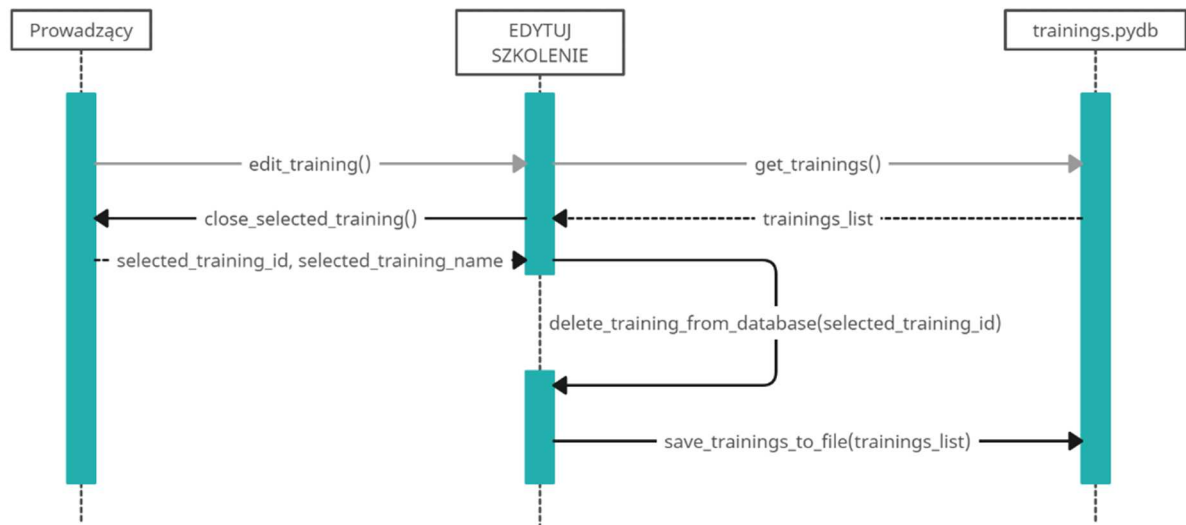 Prowadzący
EDYTUJ
SZKOLENIE
trainings.pydb
edit_training()
get_trainings()
close_selected_training()
trainings_list
selected_training_id, selected_training_name
delete_training_from_database(selected_training_id)
save_trainings_to_file(trainings_list)